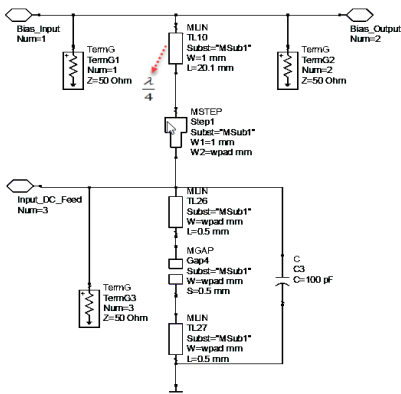 Bias_Input
Num=1
MLIN
TL10
Subst="MSub1"
W=1 mm
L=20.1 mm
Bias_Output
Num=2
TermG
TermG1
Num=1
Z=50 Ohm
λ
4
TermG
TermG2
Num=2
Z=50 Ohm
MSTEP
Step1
Subst="MSub1"
W1=1 mm
W2=wpad mm
Input_DC_Feed
Num=3
MLIN
TL26
Subst="MSub1"
W=wpad mm
L=0.5 mm
MGAP
Gap4
Subst="MSub1"
W=wpad mm
S=0.5 mm
C
C3
C=100 pF
TermG
TermG3
Num=3
Z=50 Ohm
MLIN
TL27
Subst="MSub1"
W=wpad mm
L=0.5 mm